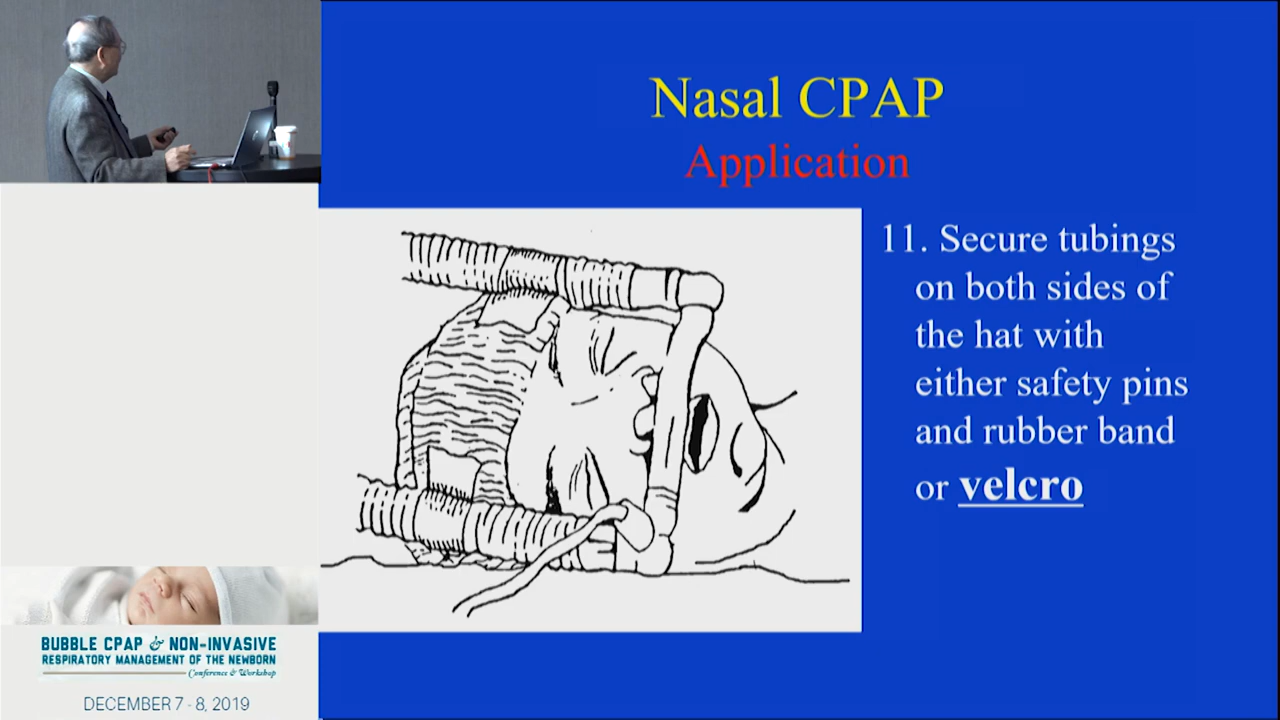 Nasal CPAP
Application
11. Secure tubings
on both sides of
the hat with
either safety pins
and rubber band
or velcro
BUBBLE CPAP & NON-INVASIVE
RESPIRATORY MANAGEMENT OF THE NEWBORN
Conference & Workshop
DECEMBER 7 - 8, 2019